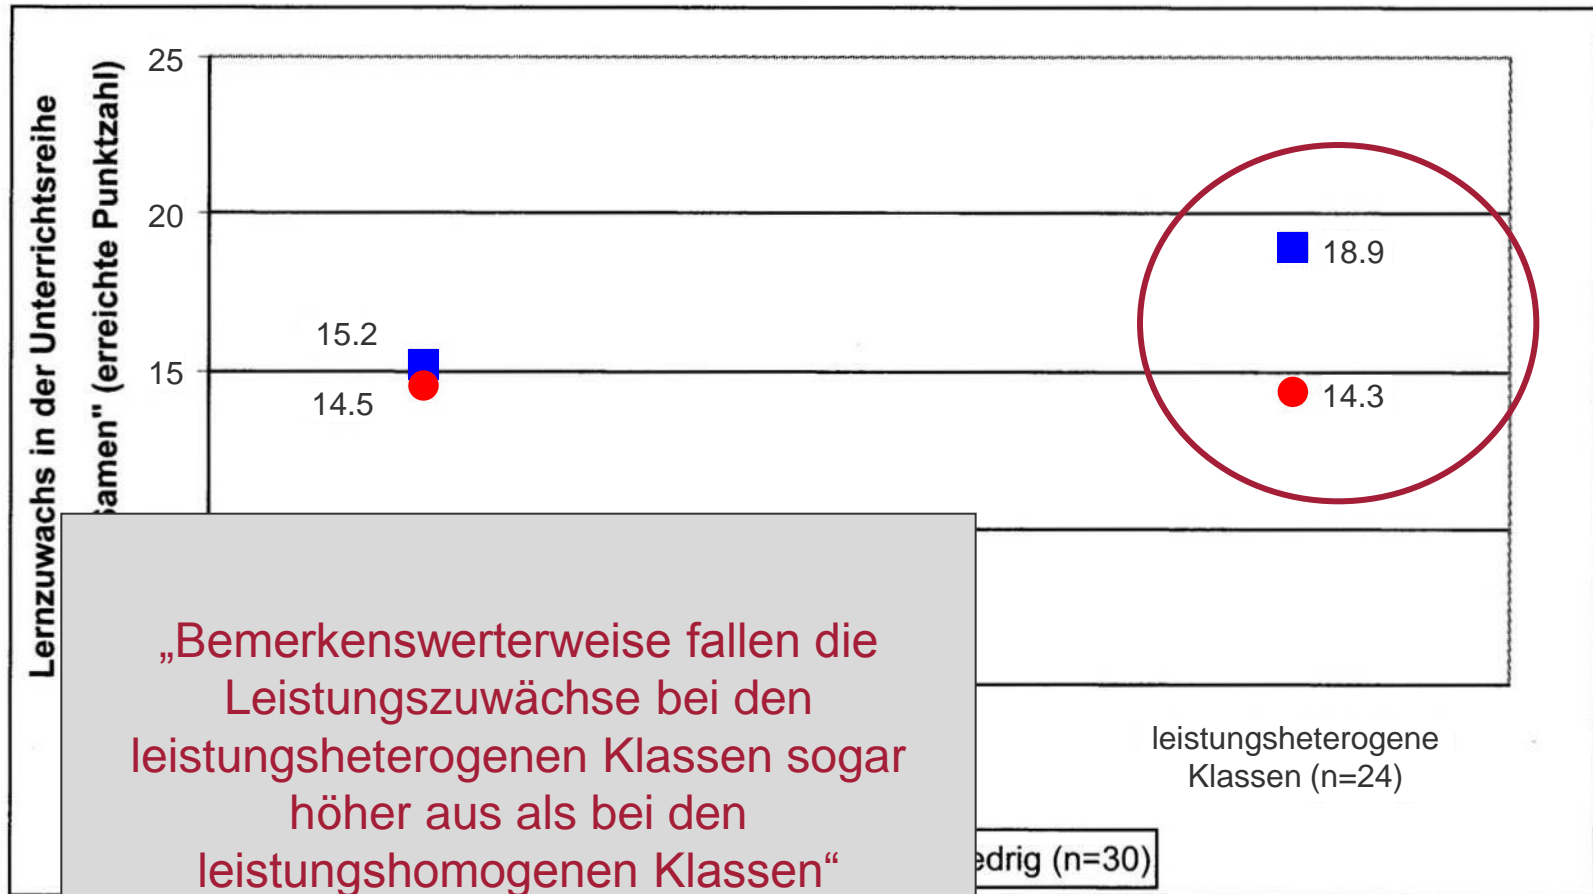 Lernzuwachs in der Unterrichtsreihe
Samen" (erreichte Punktzahl)
25
20
15
15.2
14.5
18.9
14.3
„Bemerkenswerterweise fallen die
Leistungszuwächse bei den
leistungsheterogenen Klassen sogar
höher aus als bei den
leistungshomogenen Klassen“
leistungsheterogene
Klassen (n=24)
edrig (n=30)